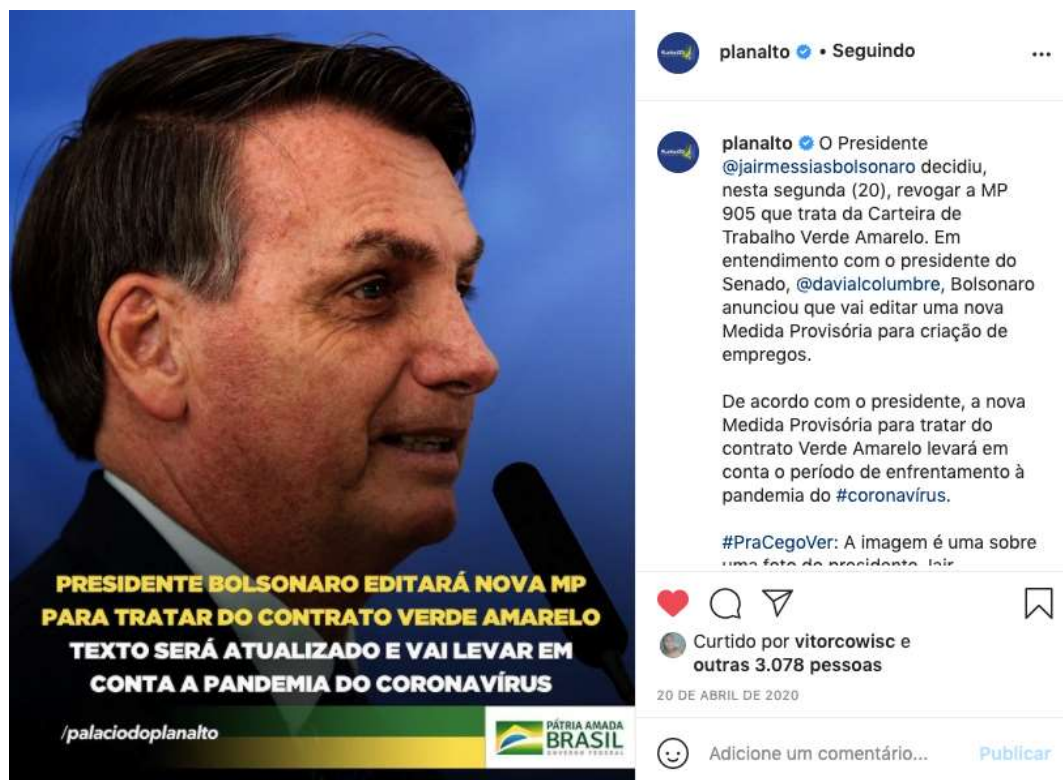 PRESIDENTE BOLSONARO EDITARÁ NOVA MP
PARA TRATAR DO CONTRATO VERDE AMARELO
TEXTO SERÁ ATUALIZADO E VAI LEVAR EM
CONTA A PANDEMIA DO CORONAVÍRUS
/palaciodoplanalto
PÁTRIA AMADA
BRASIL
GOVERNO FEDERAL
planalto • Seguindo
planalto O Presidente
@jairmessiasbolsonaro decidiu,
nesta segunda (20), revogar a MP
905 que trata da Carteira de
Trabalho Verde Amarelo. Em
entendimento com o presidente do
Senado, @davialcolumbre, Bolsonaro
anunciou que vai editar uma nova
Medida Provisória para criação de
empregos.
De acordo com o presidente, a nova
Medida Provisória para tratar do
contrato Verde Amarelo levará em
conta o período de enfrentamento à
pandemia do #coronavírus.
#PraCegoVer: A imagem é uma sobre
uma foto do presidente Jair
Curtido por vitorcowisc e
outras 3.078 pessoas
20 DE ABRIL DE 2020
Adicione um comentário... Publicar